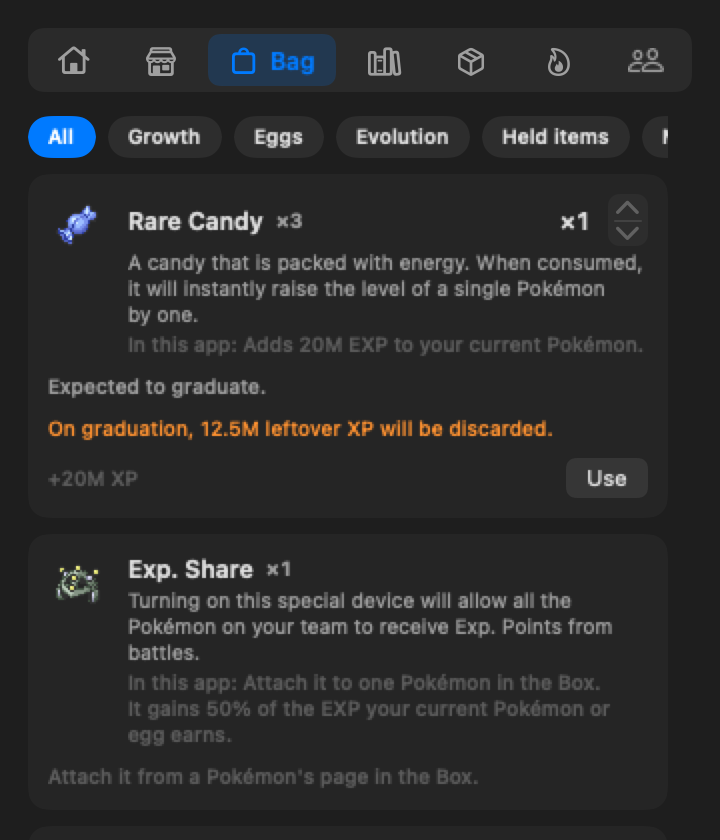 Bag
All Growth Eggs Evolution Held items
Rare Candy ×3 ×1
A candy that is packed with energy. When consumed,
it will instantly raise the level of a single Pokémon
by one.
In this app: Adds 20M EXP to your current Pokémon.
Expected to graduate.
On graduation, 12.5M leftover XP will be discarded.
+20M XP Use
Exp. Share ×1
Turning on this special device will allow all the
Pokémon on your team to receive Exp. Points from
battles.
In this app: Attach it to one Pokémon in the Box.
It gains 50% of the EXP your current Pokémon or
egg earns.
Attach it from a Pokémon's page in the Box.